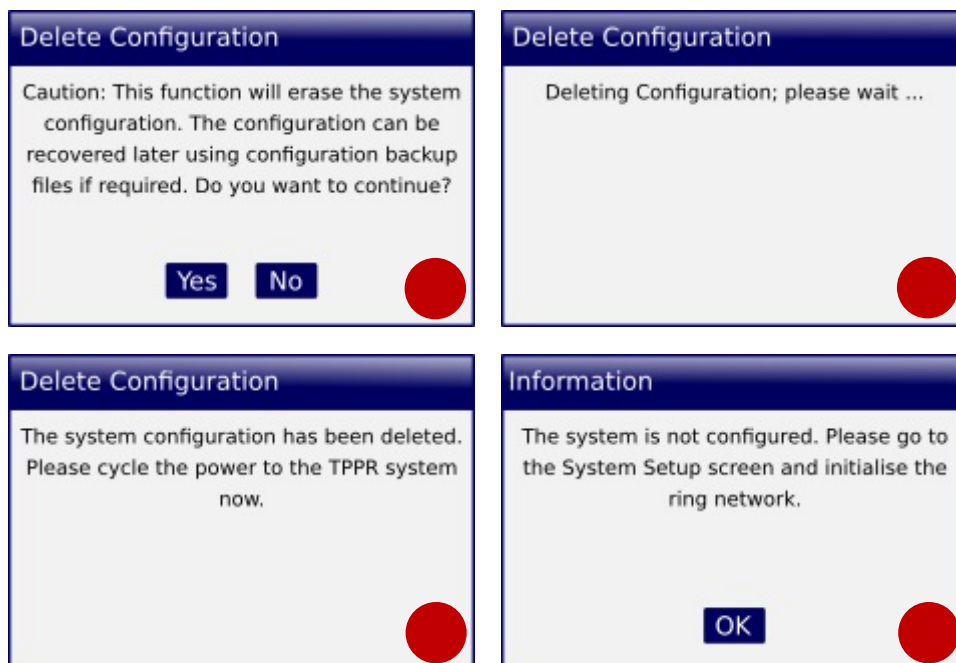 Delete Configuration
Caution: This function will erase the system
configuration. The configuration can be
recovered later using configuration backup
files if required. Do you want to continue?
Yes No
Delete Configuration
Deleting Configuration; please wait ...
Delete Configuration
The system configuration has been deleted.
Please cycle the power to the TPPR system
now.
Information
The system is not configured. Please go to
the System Setup screen and initialise the
ring network.
OK